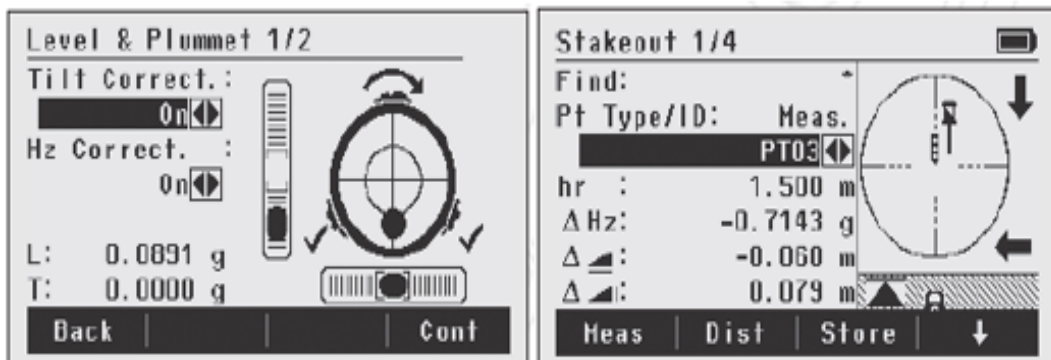 Level & Plummet 1/2
Tilt Correct.:
On
Hz Correct. :
On
L: 0.0891 g
T: 0.0000 g
Back Cont
Stakeout 1/4
Find: *
Pt Type/ID: Meas.
PT03
hr : 1.500 m
ΔHz: -0.7143 g
Δ : -0.060 m
Δ : 0.079 m
Meas Dist Store ↓